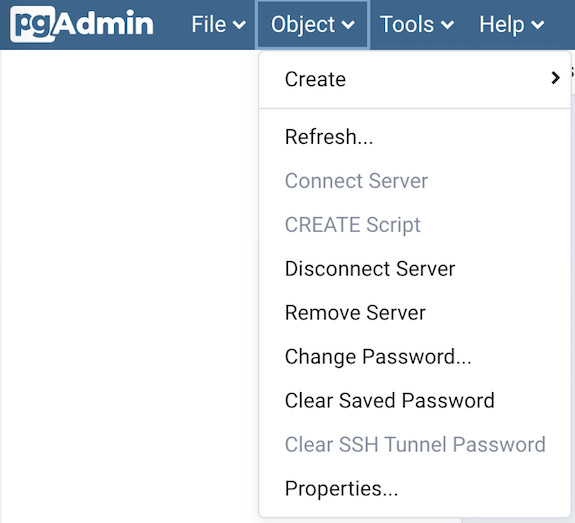 pgAdmin File Object Tools Help
Create
Refresh...
Connect Server
CREATE Script
Disconnect Server
Remove Server
Change Password...
Clear Saved Password
Clear SSH Tunnel Password
Properties...